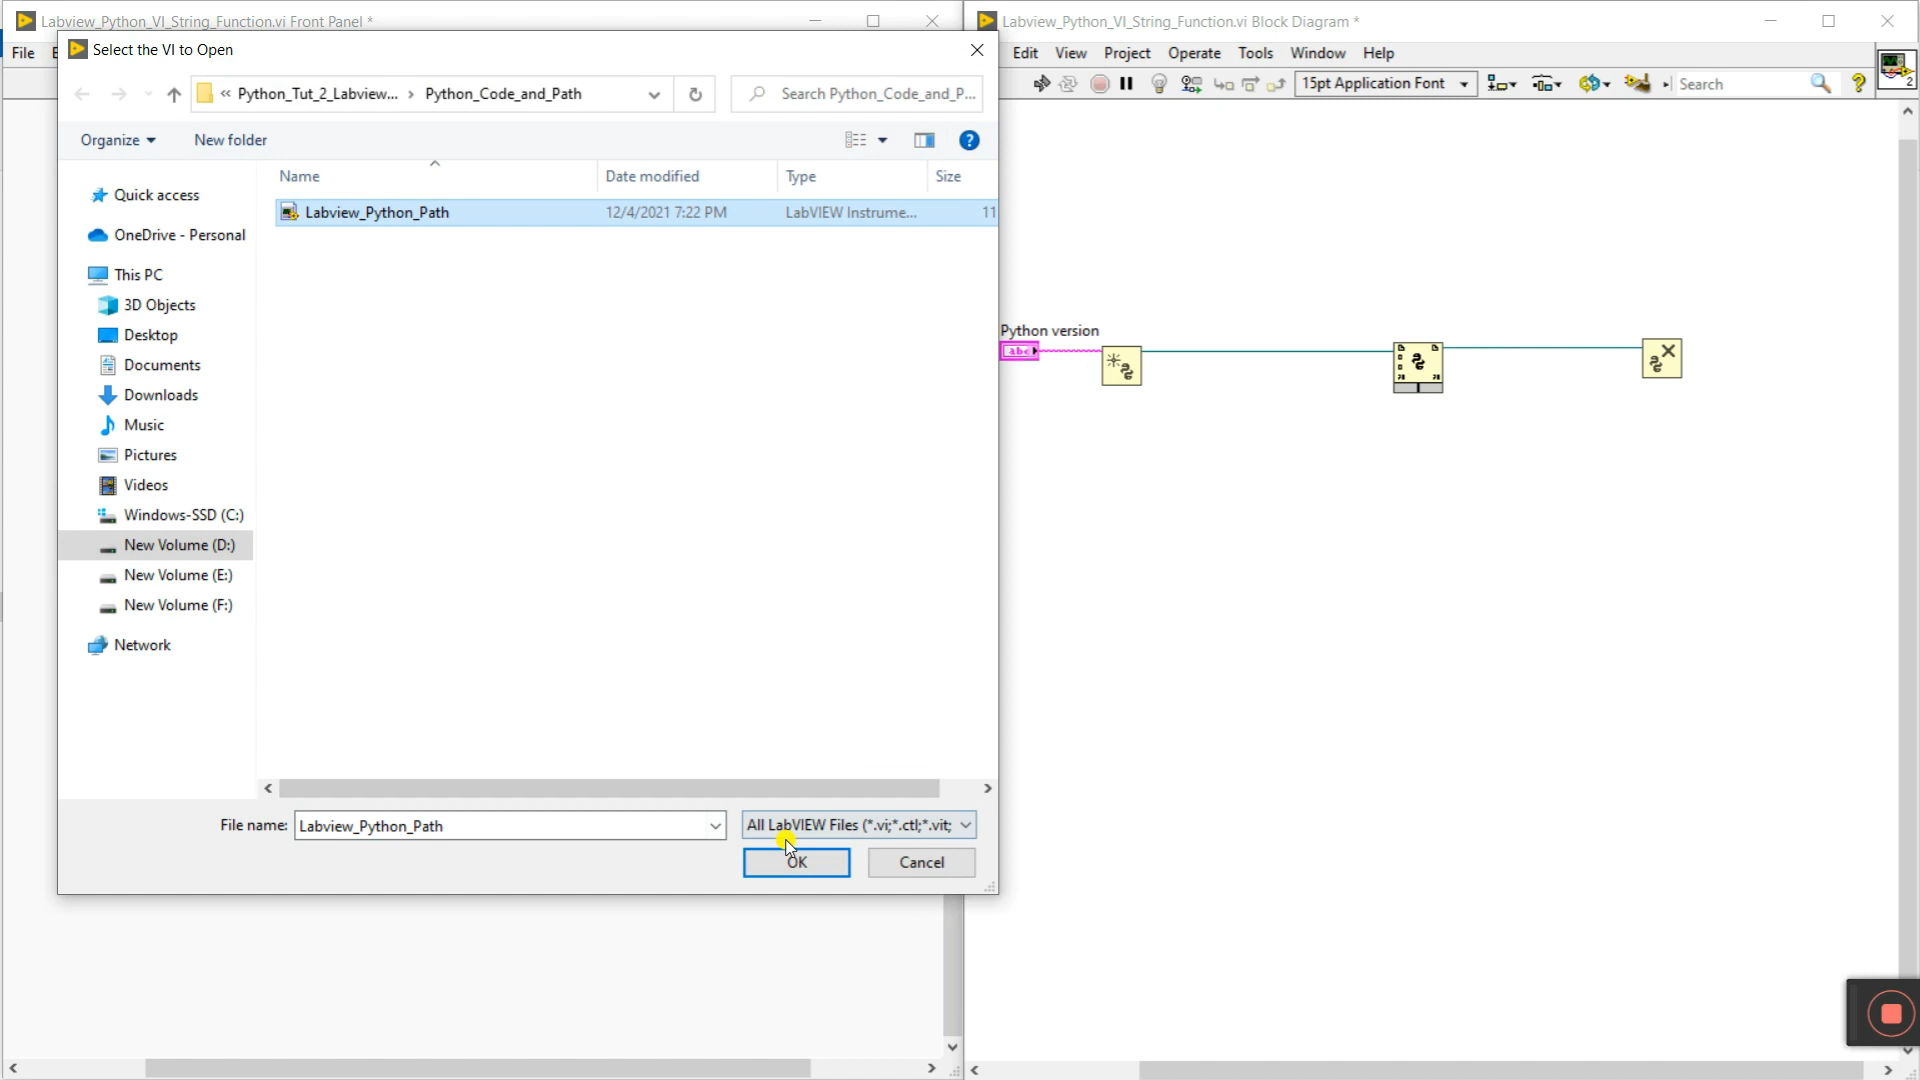 Labview_Python_VI_String_Function.vi Front Panel *
Labview_Python_VI_String_Function.vi Block Diagram *
File
Select the VI to Open
Edit View Project Operate Tools Window Help
« Python_Tut_2_Labview... › Python_Code_and_Path
Search Python_Code_and_P...
15pt Application Font
Search
2
Organize
New folder
Name Date modified Type Size
Labview_Python_Path 12/4/2021 7:22 PM LabVIEW Instrume... 11
Quick access
OneDrive - Personal
This PC
3D Objects
Desktop
Documents
Downloads
Music
Pictures
Videos
Windows-SSD (C:)
New Volume (D:)
New Volume (E:)
New Volume (F:)
Network
Python version
abc
File name: Labview_Python_Path
All LabVIEW Files (*.vi;*.ctl;*.vit;
OK
Cancel